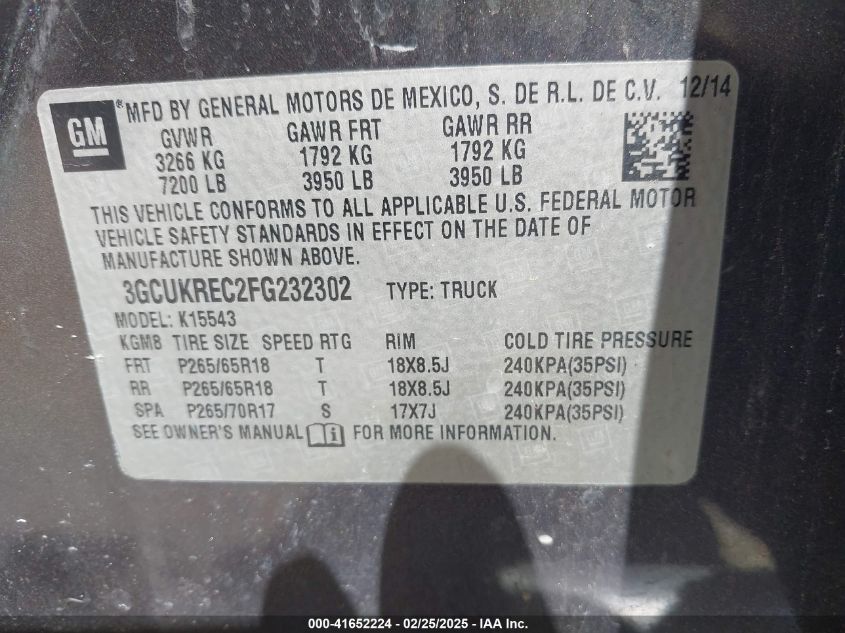 GM ® MFD BY GENERAL MOTORS DE MEXICO, S. DE R.L. DE C.V. 12/14
GVWR GAWR FRT GAWR RR
3266 KG 1792 KG 1792 KG
7200 LB 3950 LB 3950 LB
THIS VEHICLE CONFORMS TO ALL APPLICABLE U.S. FEDERAL MOTOR
VEHICLE SAFETY STANDARDS IN EFFECT ON THE DATE OF
MANUFACTURE SHOWN ABOVE.
3GCUKREC2FG232302 TYPE: TRUCK
MODEL: K15543
KGMB TIRE SIZE SPEED RTG RIM COLD TIRE PRESSURE
FRT P265/65R18 T 18X8.5J 240KPA(35PSI)
RR P265/65R18 T 18X8.5J 240KPA(35PSI)
SPA P265/70R17 S 17X7J 240KPA(35PSI)
SEE OWNER'S MANUAL i FOR MORE INFORMATION.
000-41652224 - 02/25/2025 - IAA Inc.